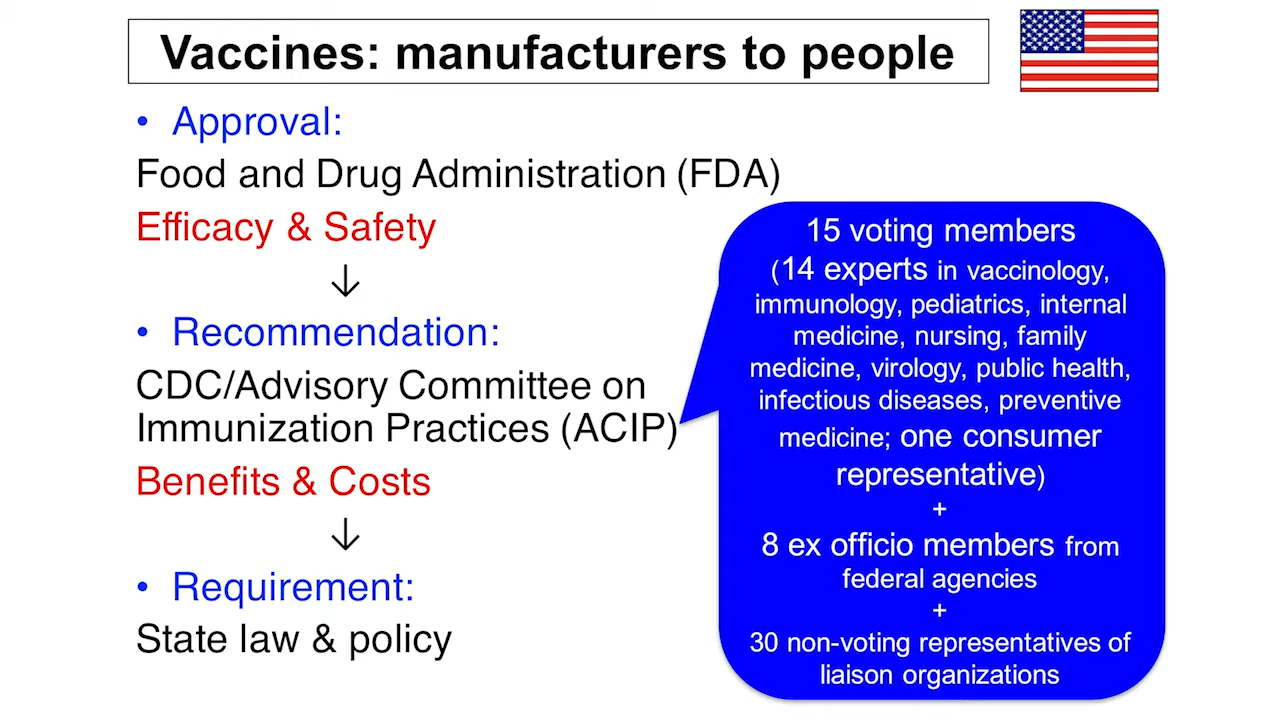 Vaccines: manufacturers to people
• Approval:
Food and Drug Administration (FDA)
Efficacy & Safety
↓
• Recommendation:
CDC/Advisory Committee on
Immunization Practices (ACIP)
Benefits & Costs
↓
• Requirement:
State law & policy
15 voting members
(14 experts in vaccinology,
immunology, pediatrics, internal
medicine, nursing, family
medicine, virology, public health,
infectious diseases, preventive
medicine; one consumer
representative)
+
8 ex officio members from
federal agencies
+
30 non-voting representatives of
liaison organizations